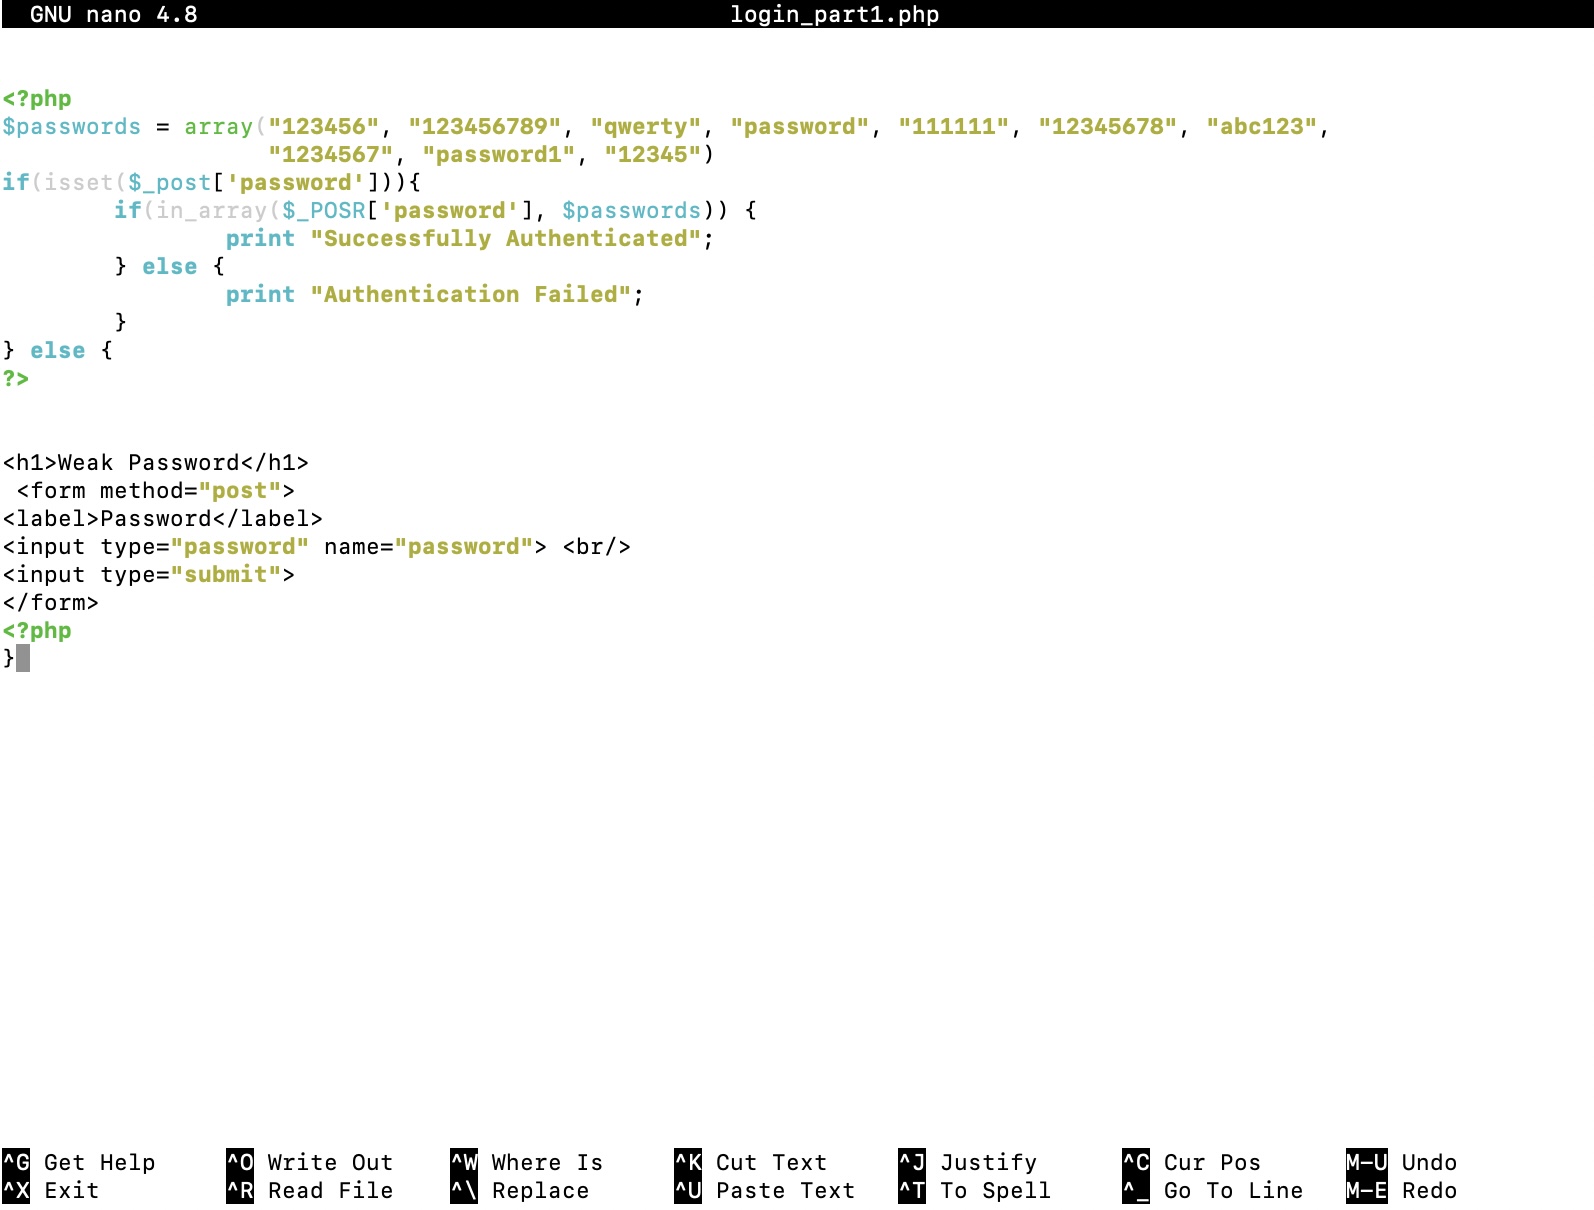 GNU nano 4.8 login_part1.php
<?php
$passwords = array("123456", "123456789", "qwerty", "password", "111111", "12345678", "abc123",
"1234567", "password1", "12345")
if(isset($_post['password'])){
if(in_array($_POSR['password'], $passwords)) {
print "Successfully Authenticated";
} else {
print "Authentication Failed";
}
} else {
?>
<h1>Weak Password</h1>
<form method="post">
<label>Password</label>
<input type="password" name="password"> <br/>
<input type="submit">
</form>
<?php
}
^G Get Help ^O Write Out ^W Where Is ^K Cut Text ^J Justify ^C Cur Pos M-U Undo
^X Exit ^R Read File ^\ Replace ^U Paste Text ^T To Spell ^_ Go To Line M-E Redo